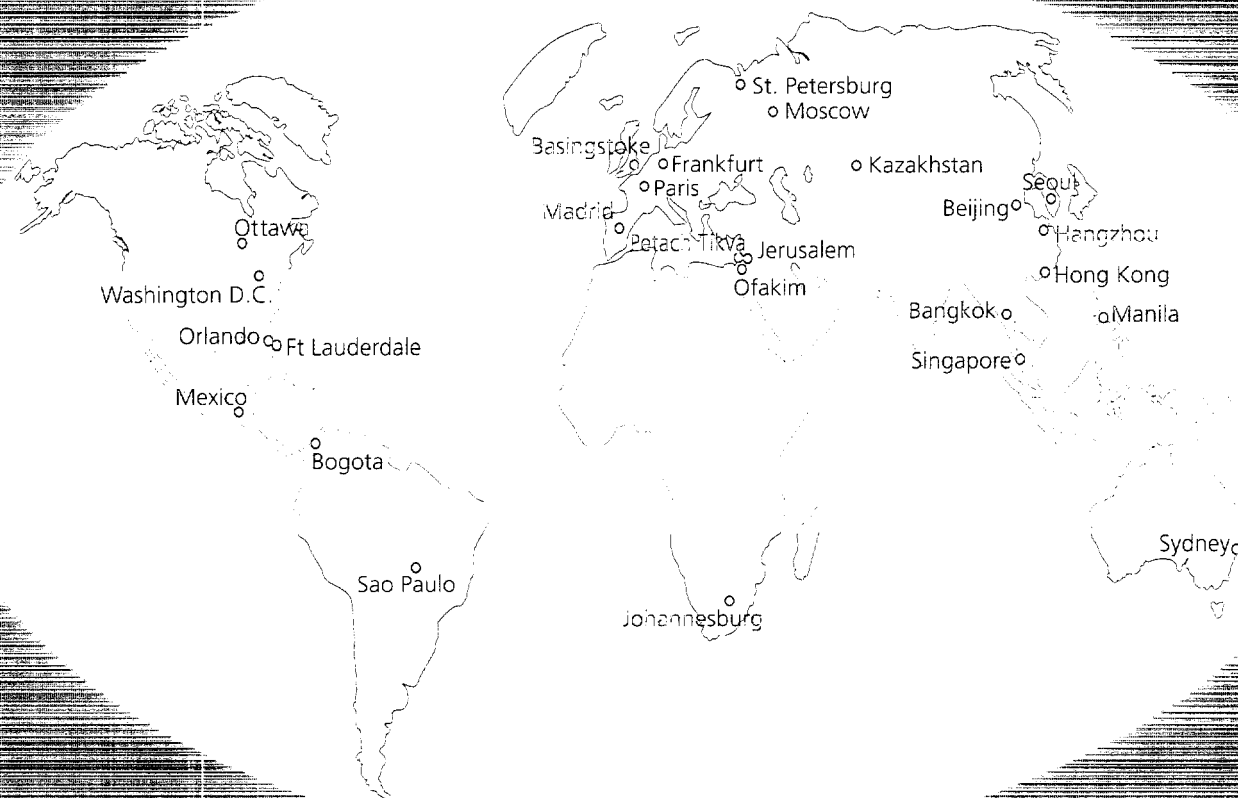 St. Petersburg
Moscow
Basingstoke
Frankfurt
Kazakhstan
Paris
Seoul
Beijing
Madrid
Ottawa
Hangzhou
Petach Tikva
Jerusalem
Hong Kong
Ofakim
Washington D.C.
Bangkok
Manila
Orlando
Ft Lauderdale
Singapore
Mexico
Bogota
Sydney
Sao Paulo
Johannesburg